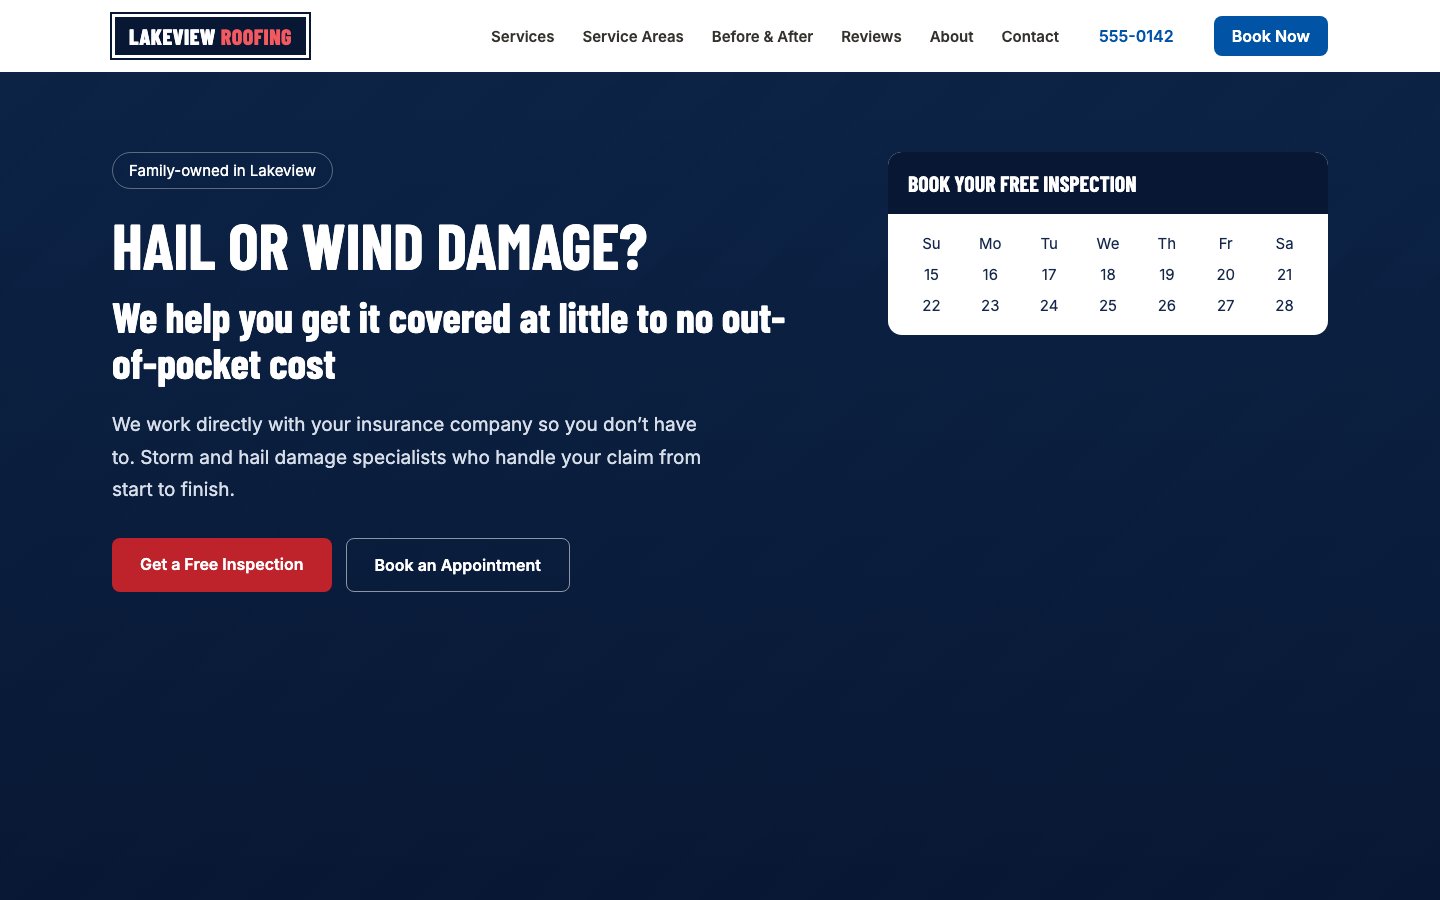 LAKEVIEW ROOFING
Services
Service Areas
Before & After
Reviews
About
Contact
555-0142
Book Now
Family-owned in Lakeview
HAIL OR WIND DAMAGE?
We help you get it covered at little to no out-
of-pocket cost
We work directly with your insurance company so you don’t have
to. Storm and hail damage specialists who handle your claim from
start to finish.
Get a Free Inspection
Book an Appointment
BOOK YOUR FREE INSPECTION
Su Mo Tu We Th Fr Sa
15 16 17 18 19 20 21
22 23 24 25 26 27 28